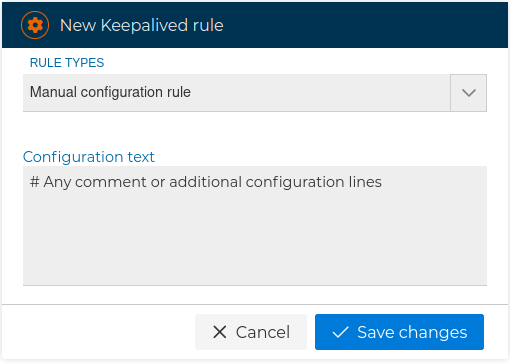 New Keepalived rule
RULE TYPES
Manual configuration rule
Configuration text
# Any comment or additional configuration lines
Cancel
Save changes